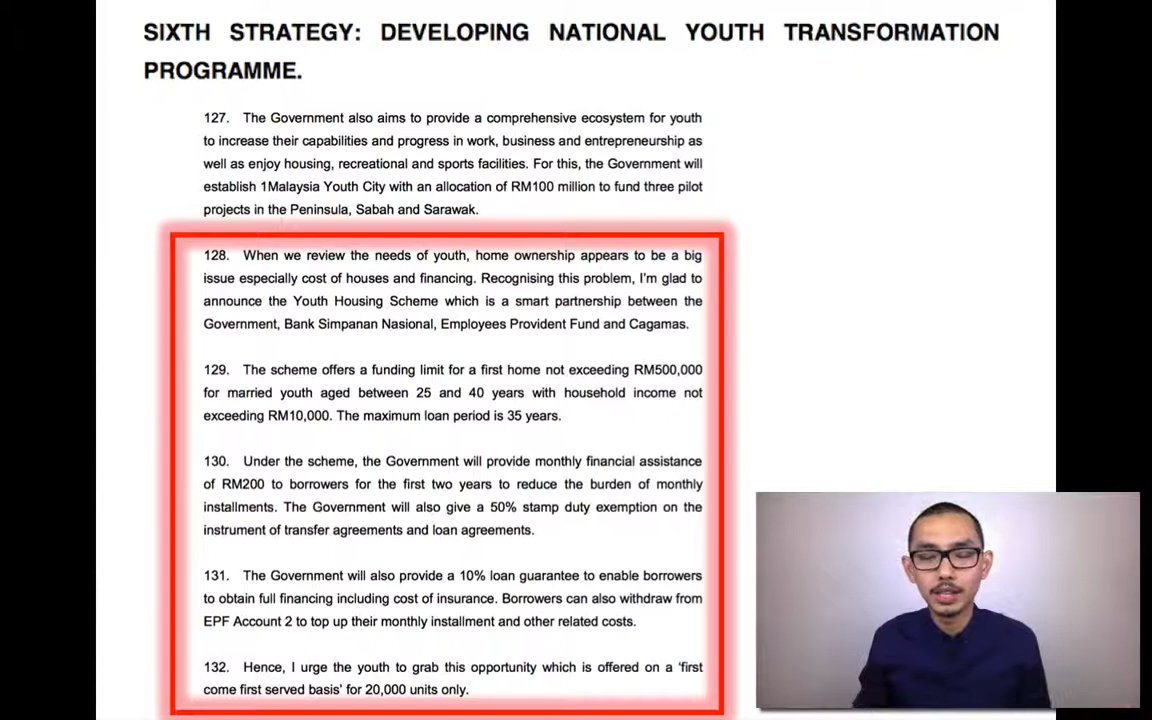 SIXTH STRATEGY: DEVELOPING NATIONAL YOUTH TRANSFORMATION
PROGRAMME.
127. The Government also aims to provide a comprehensive ecosystem for youth
to increase their capabilities and progress in work, business and entrepreneurship as
well as enjoy housing, recreational and sports facilities. For this, the Government will
establish 1Malaysia Youth City with an allocation of RM100 million to fund three pilot
projects in the Peninsula, Sabah and Sarawak.
128. When we review the needs of youth, home ownership appears to be a big
issue especially cost of houses and financing. Recognising this problem, I'm glad to
announce the Youth Housing Scheme which is a smart partnership between the
Government, Bank Simpanan Nasional, Employees Provident Fund and Cagamas.
129. The scheme offers a funding limit for a first home not exceeding RM500,000
for married youth aged between 25 and 40 years with household income not
exceeding RM10,000. The maximum loan period is 35 years.
130. Under the scheme, the Government will provide monthly financial assistance
of RM200 to borrowers for the first two years to reduce the burden of monthly
installments. The Government will also give a 50% stamp duty exemption on the
instrument of transfer agreements and loan agreements.
131. The Government will also provide a 10% loan guarantee to enable borrowers
to obtain full financing including cost of insurance. Borrowers can also withdraw from
EPF Account 2 to top up their monthly installment and other related costs.
132. Hence, I urge the youth to grab this opportunity which is offered on a 'first
come first served basis' for 20,000 units only.